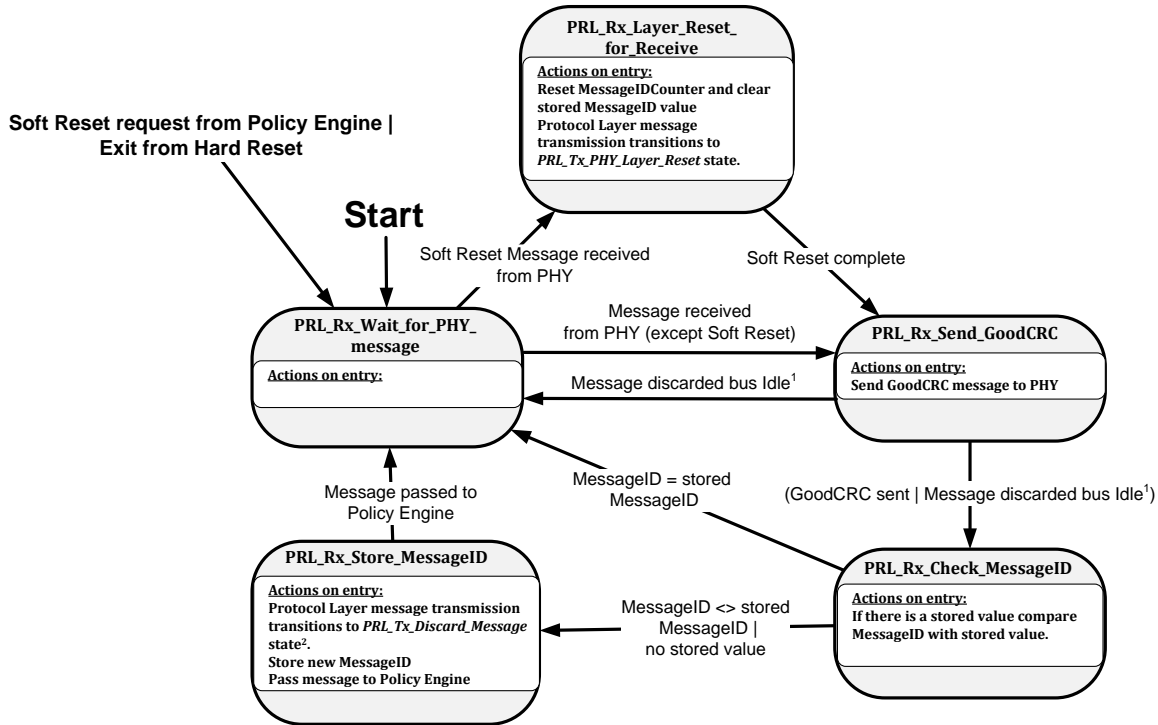 PRL_Rx_Layer_Reset_
for_Receive
Actions on entry:
Reset MessageIDCounter and clear
stored MessageID value
Protocol Layer message
transmission transitions to
PRL_Tx_PHY_Layer_Reset state.
Soft Reset request from Policy Engine |
Exit from Hard Reset
Start
Soft Reset Message received
from PHY
Soft Reset complete
PRL_Rx_Wait_for_PHY_
message
Actions on entry:
Message received
from PHY (except Soft Reset)
Message discarded bus Idle¹
PRL_Rx_Send_GoodCRC
Actions on entry:
Send GoodCRC message to PHY
MessageID = stored
MessageID
(GoodCRC sent | Message discarded bus Idle¹)
Message passed to
Policy Engine
PRL_Rx_Store_MessageID
Actions on entry:
Protocol Layer message transmission
transitions to PRL_Tx_Discard_Message
state².
Store new MessageID
Pass message to Policy Engine
MessageID <> stored
MessageID |
no stored value
PRL_Rx_Check_MessageID
Actions on entry:
If there is a stored value compare
MessageID with stored value.